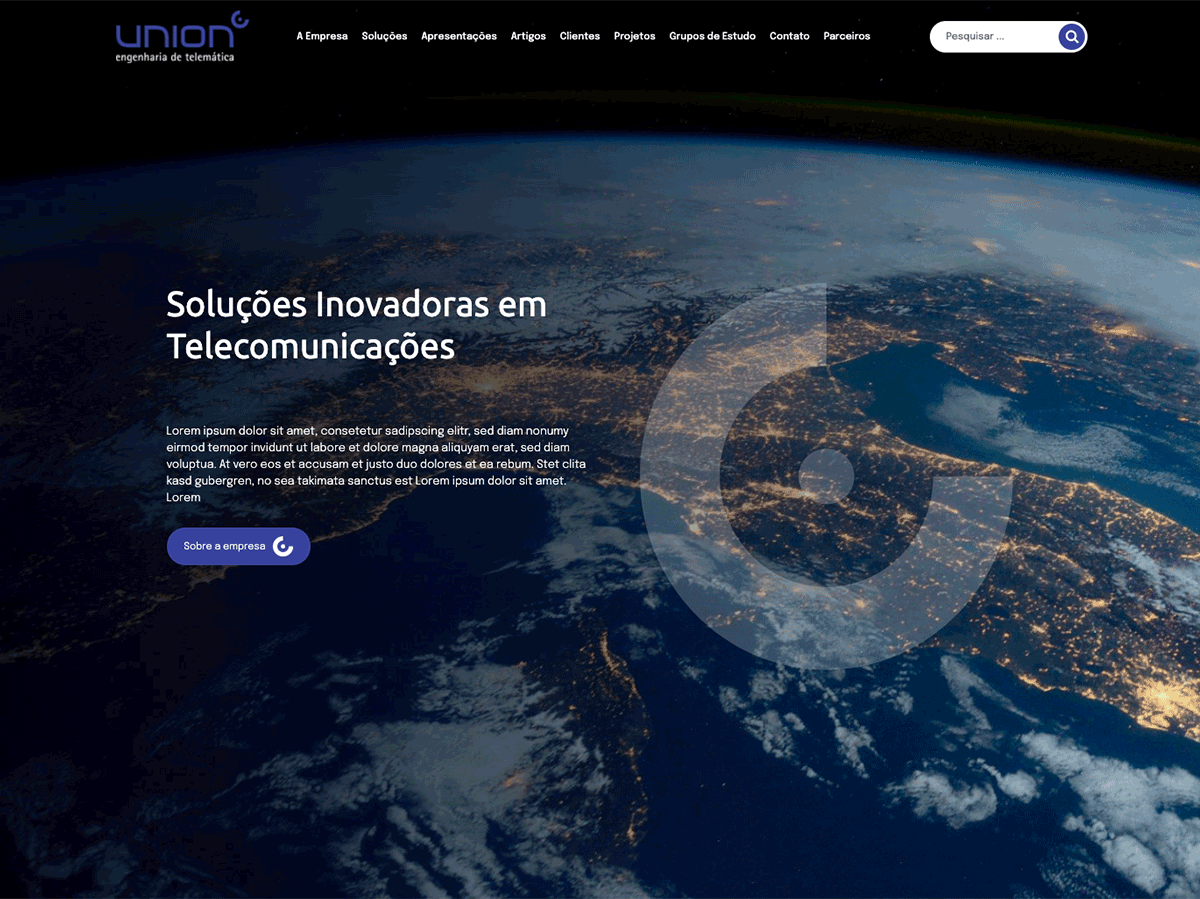 union
engenharia de telemática
A Empresa Soluções Apresentações Artigos Clientes Projetos Grupos de Estudo Contato Parceiros
Pesquisar ...
Soluções Inovadoras em
Telecomunicações
Lorem ipsum dolor sit amet, consetetur sadipscing elitr, sed diam nonumy
eirmod tempor invidunt ut labore et dolore magna aliquyam erat, sed diam
voluptua. At vero eos et accusam et justo duo dolores et ea rebum. Stet clita
kasd gubergren, no sea takimata sanctus est Lorem ipsum dolor sit amet.
Lorem
Sobre a empresa